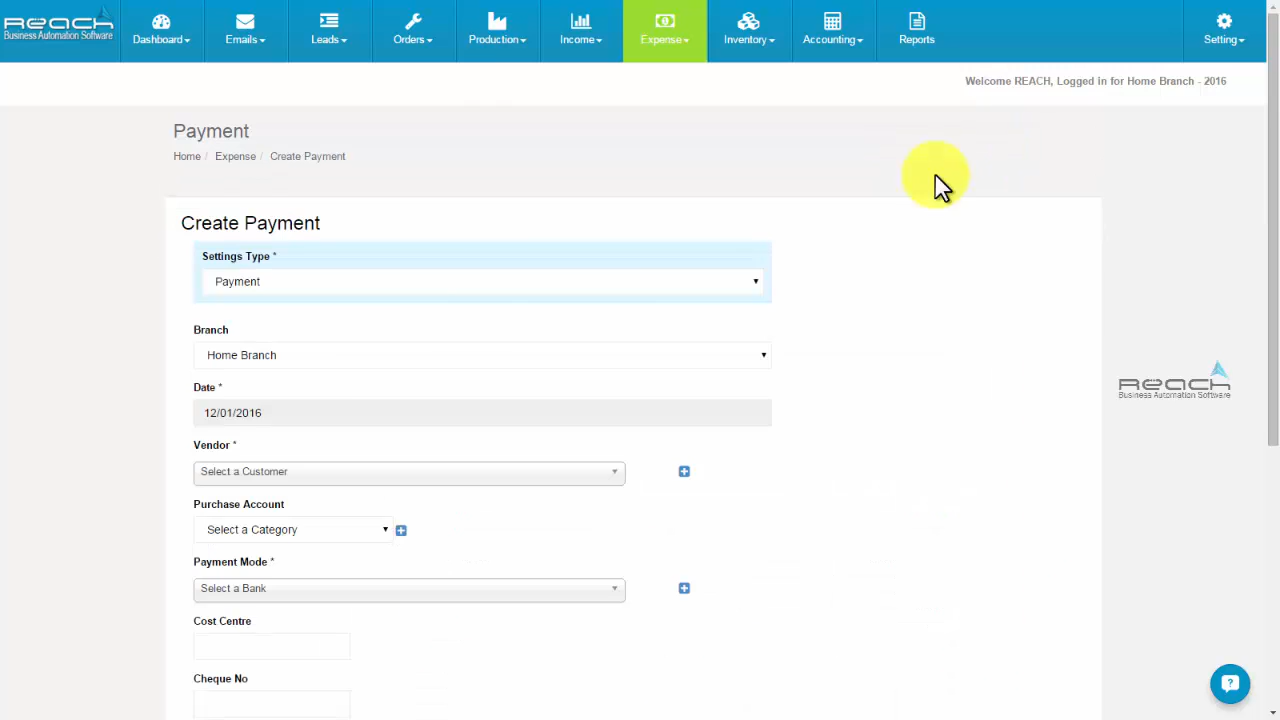 REACH
Business Automation Software
Dashboard
Emails
Leads
Orders
Production
Income
Expense
Inventory
Accounting
Reports
Setting
Welcome REACH, Logged in for Home Branch - 2016
Payment
Home / Expense / Create Payment
Create Payment
Settings Type *
Payment
Branch
Home Branch
Date *
12/01/2016
Vendor *
Select a Customer
Purchase Account
Select a Category
Payment Mode *
Select a Bank
Cost Centre
Cheque No
REACH
Business Automation Software